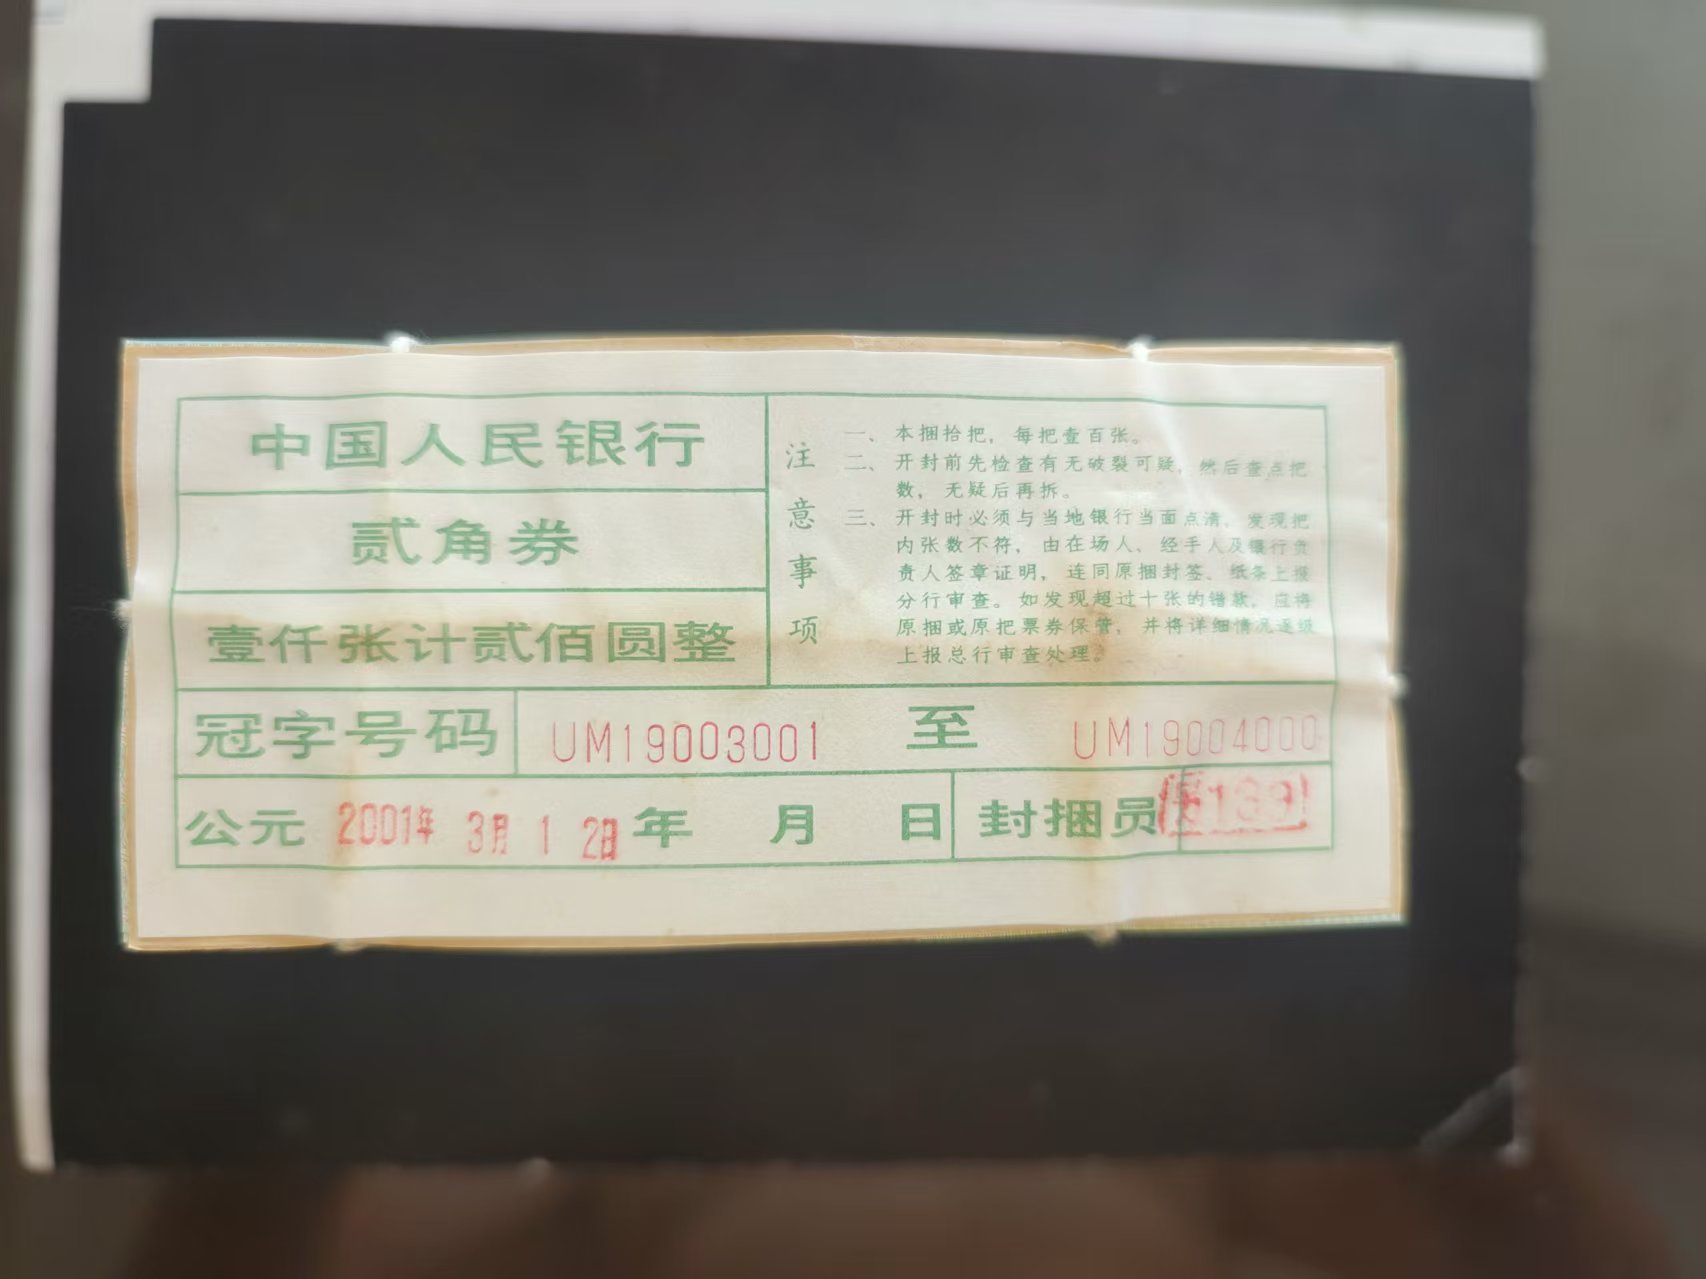 中国人民银行
贰角券
壹仟张计贰佰圆整
注意事项
一、本捆拾把，每把壹百张。
二、开封前先检查有无破裂可疑，然后查点把
数，无疑后再拆。
三、开封时必须与当地银行当面点清，发现把
内张数不符，由在场人、经手人及银行负
责人签章证明，连同原捆封签、纸条上报
分行审查。如发现超过十张的错款，应将
原捆或原把票券保管，并将详细情况逐级
上报总行审查处理。
冠字号码 UM19003001 至 UM19004000
公元 2001年 3月 1 2日 年 月 日 封捆员 139